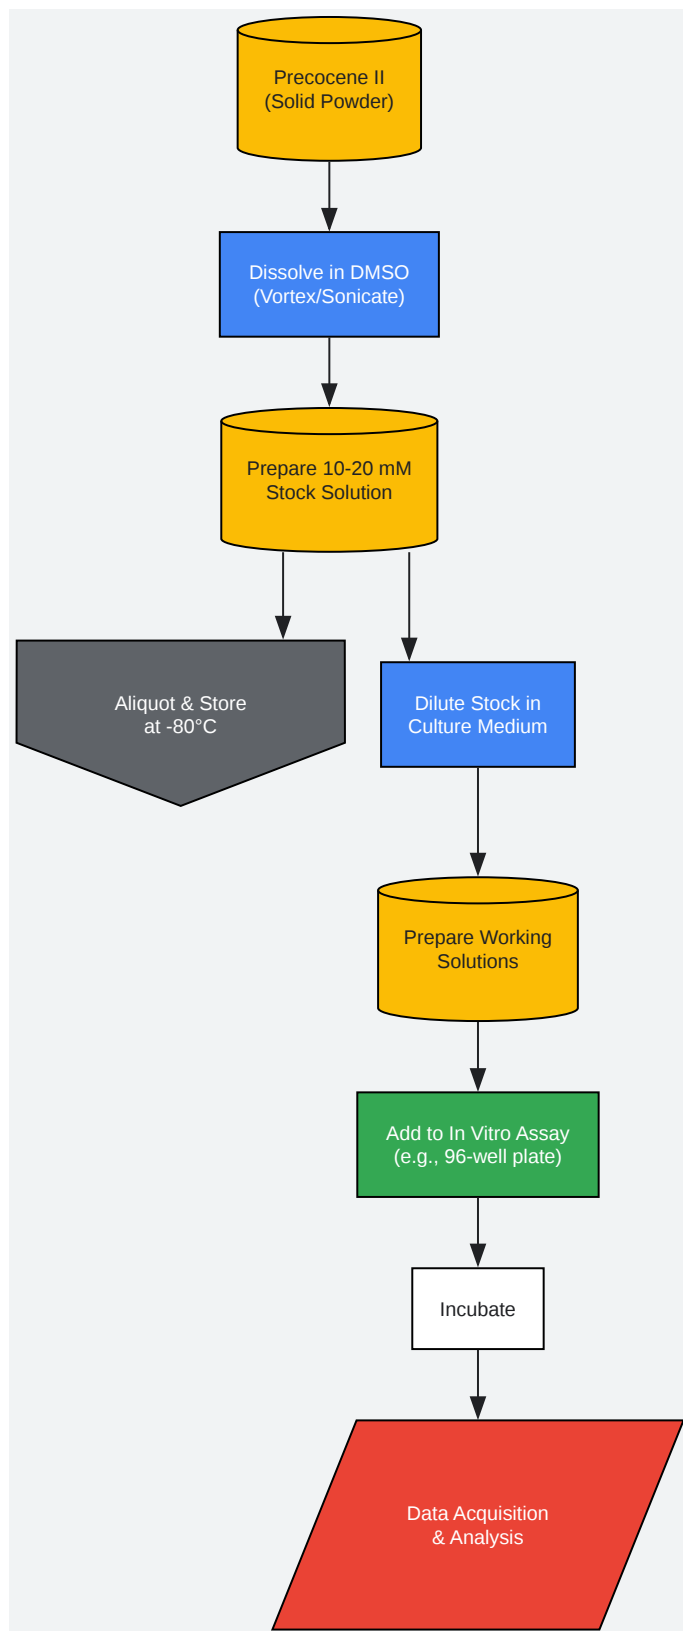 Precocene II
(Solid Powder)
Dissolve in DMSO
(Vortex/Sonicate)
Prepare 10-20 mM
Stock Solution
Aliquot & Store
at -80°C
Dilute Stock in
Culture Medium
Prepare Working
Solutions
Add to In Vitro Assay
(e.g., 96-well plate)
Incubate
Data Acquisition
& Analysis